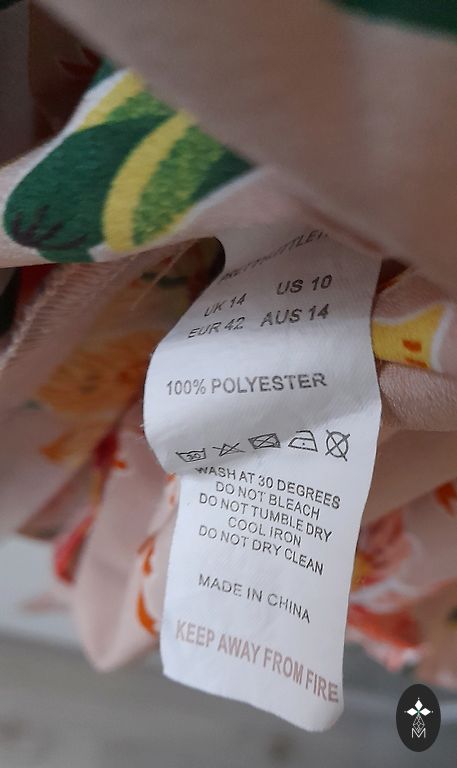 UK 14 US 10
EUR 42 AUS 14
100% POLYESTER
30
WASH AT 30 DEGREES
DO NOT BLEACH
DO NOT TUMBLE DRY
COOL IRON
DO NOT DRY CLEAN
MADE IN CHINA
KEEP AWAY FROM FIRE
M